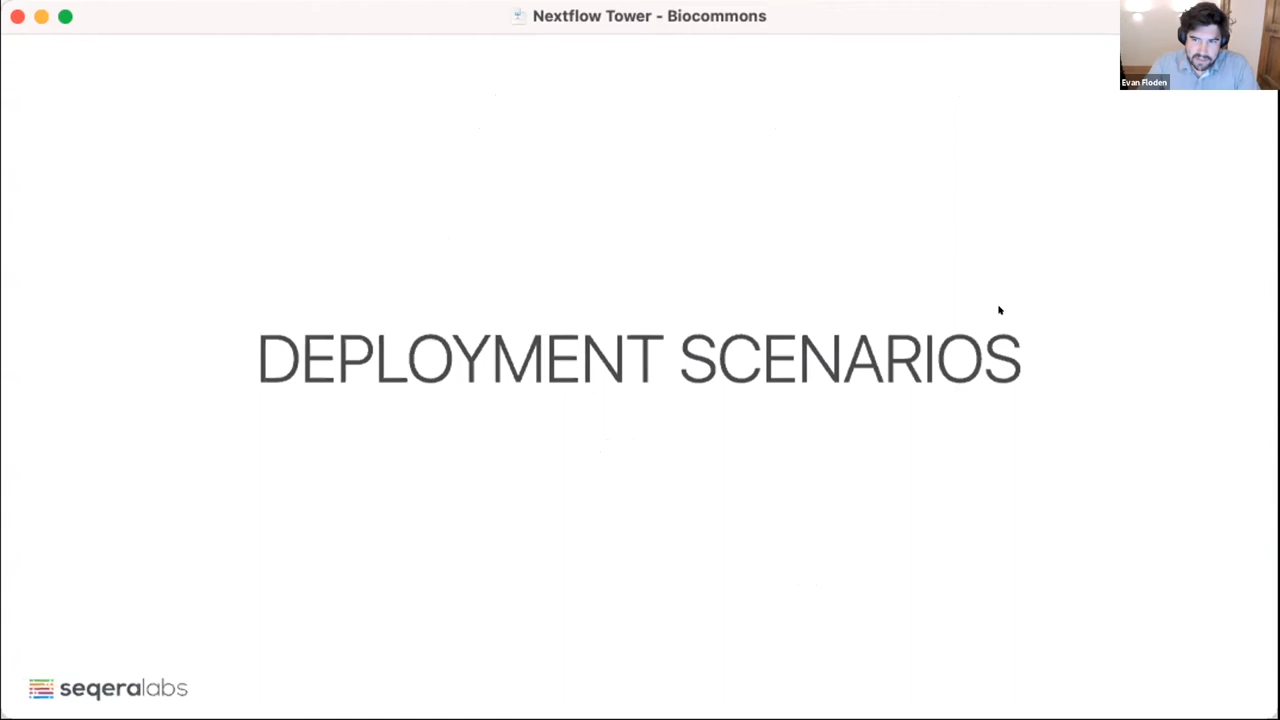 Nextflow Tower - Biocommons
Evan Floden
DEPLOYMENT SCENARIOS
seqeralabs